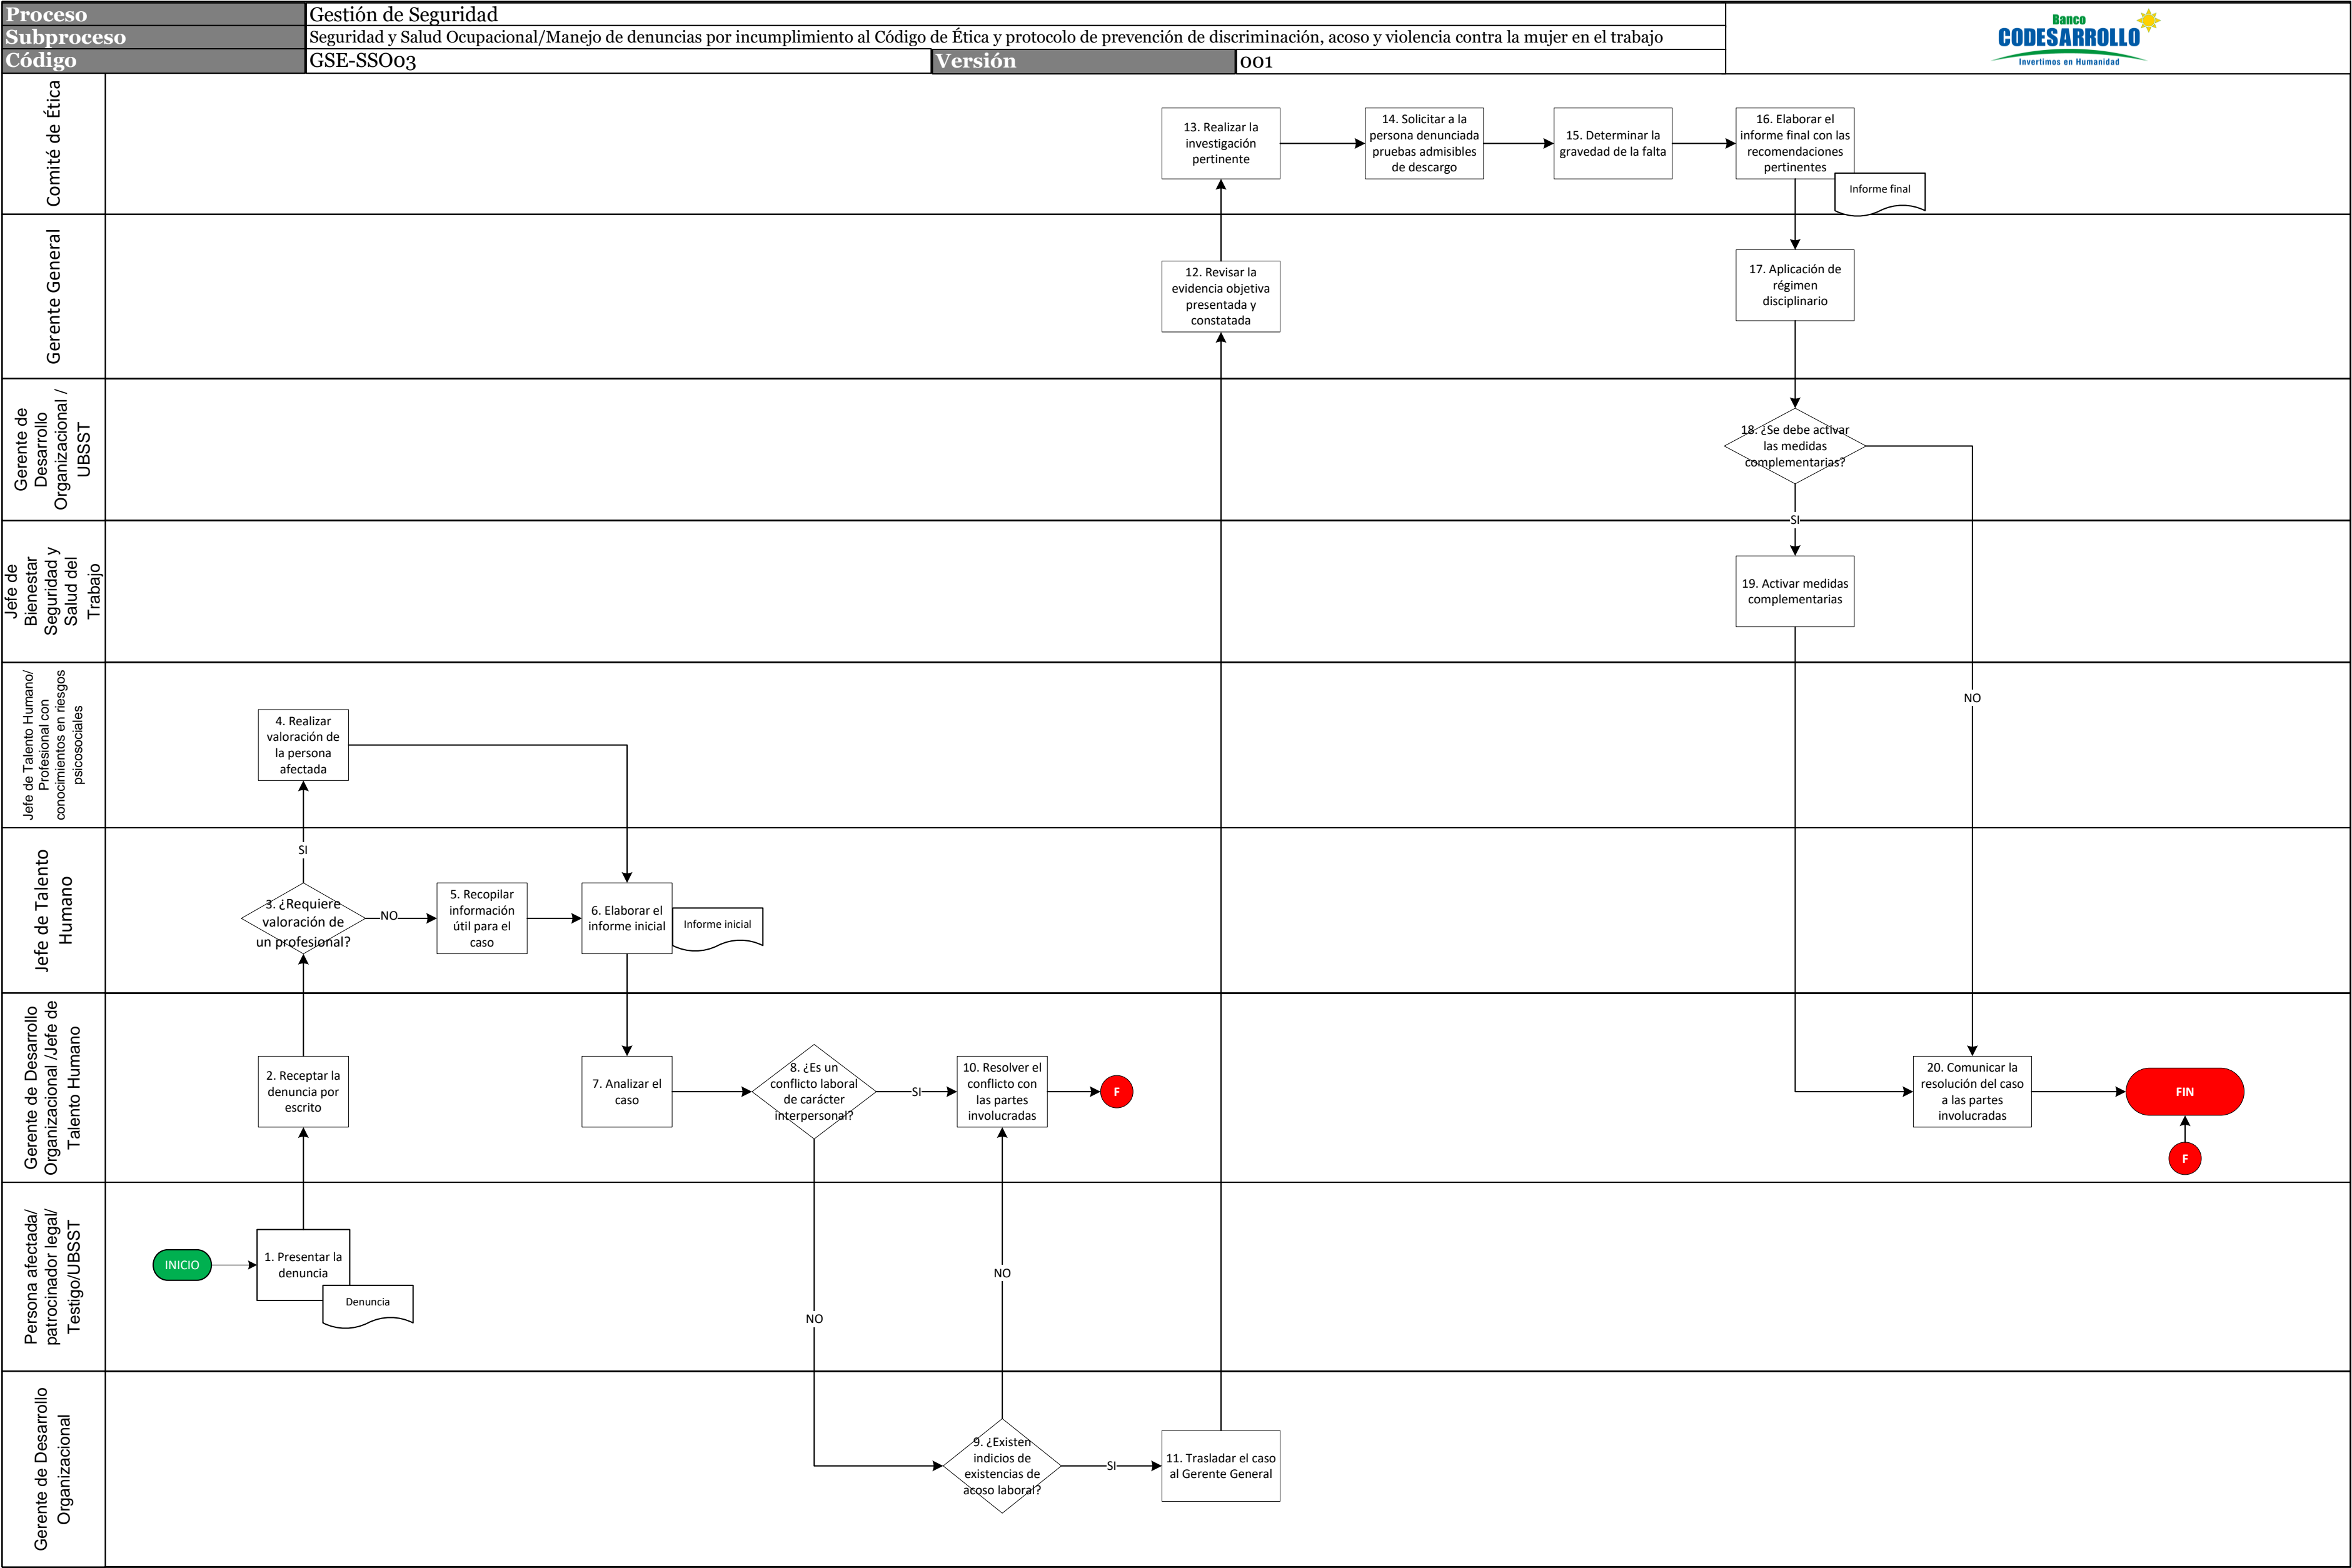 Proceso
Gestión de Seguridad
Subproceso
Seguridad y Salud Ocupacional/Manejo de denuncias por incumplimiento al Código de Ética y protocolo de prevención de discriminación, acoso y violencia contra la mujer en el trabajo
Código
GSE-SSO03
Versión
001
Banco
CODESARROLLO
Invertimos en Humanidad
Comité de Ética
13. Realizar la
investigación
pertinente
14. Solicitar a la
persona denunciada
pruebas admisibles
de descargo
15. Determinar la
gravedad de la falta
16. Elaborar el
informe final con las
recomendaciones
pertinentes
Informe final
Gerente General
12. Revisar la
evidencia objetiva
presentada y
constatada
17. Aplicación de
régimen
disciplinario
Gerente de
Desarrollo
Organizacional /
UBSST
18. ¿Se debe activar
las medidas
complementarias?
SI
Jefe de
Bienestar
Seguridad y
Salud del
Trabajo
19. Activar medidas
complementarias
NO
Jefe de Talento Humano/
Profesional con
conocimientos en riesgos
psicosociales
4. Realizar
valoración de
la persona
afectada
SI
Jefe de Talento
Humano
3. ¿Requiere
valoración de
un profesional?
NO
5. Recopilar
información
útil para el
caso
6. Elaborar el
informe inicial
Informe inicial
Gerente de Desarrollo
Organizacional /Jefe de
Talento Humano
2. Receptar la
denuncia por
escrito
7. Analizar el
caso
8. ¿Es un
conflicto laboral
de carácter
interpersonal?
SI
10. Resolver el
conflicto con
las partes
involucradas
F
20. Comunicar la
resolución del caso
a las partes
involucradas
FIN
F
Persona afectada/
patrocinador legal/
Testigo/UBSST
INICIO
1. Presentar la
denuncia
Denuncia
NO
NO
Gerente de Desarrollo
Organizacional
9. ¿Existen
indicios de
existencias de
acoso laboral?
SI
11. Trasladar el caso
al Gerente General